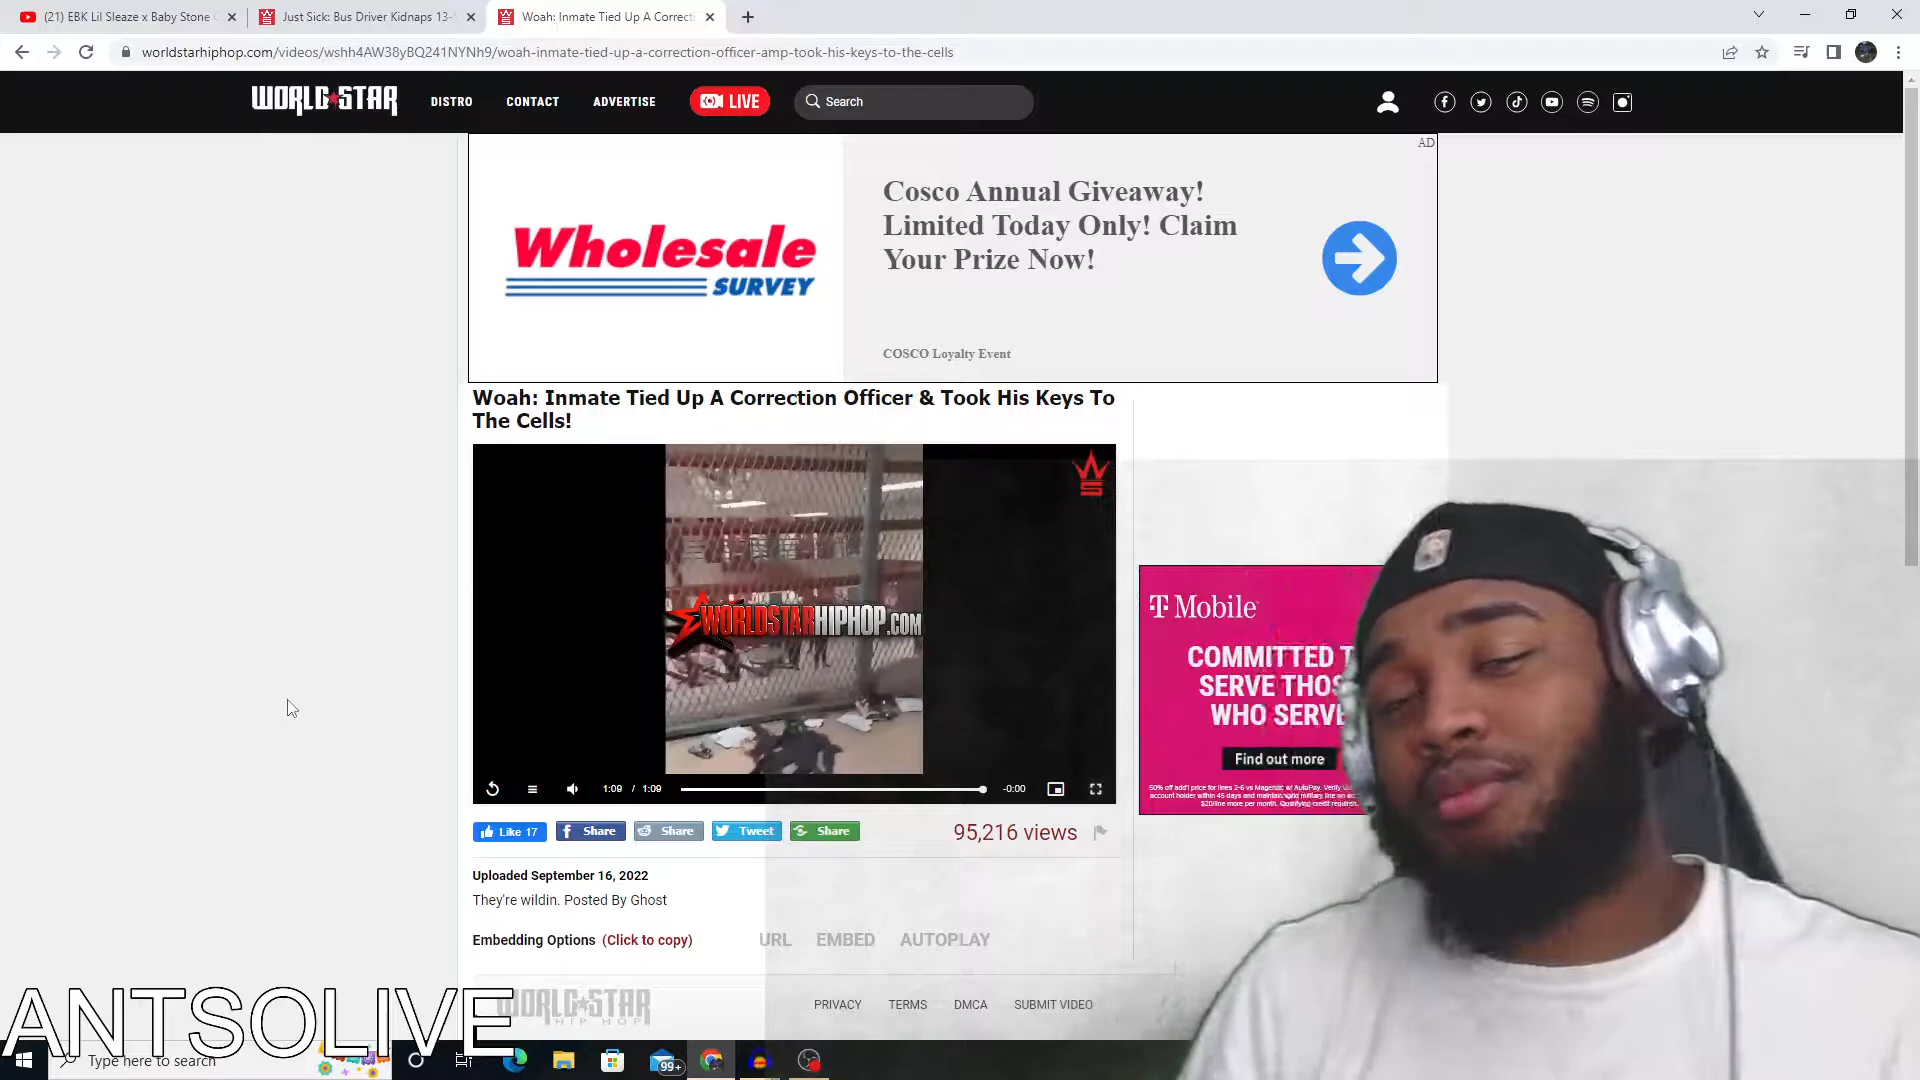 (21) EBK Lil Sleaze x Baby Stone
Just Sick: Bus Driver Kidnaps 13-
Woah: Inmate Tied Up A Correcti
worldstarhiphop.com/videos/wshh4AW38yBQ241NYNh9/woah-inmate-tied-up-a-correction-officer-amp-took-his-keys-to-the-cells
WORLD STAR DISTRO CONTACT ADVERTISE LIVE Search
AD
Wholesale
SURVEY
Cosco Annual Giveaway!
Limited Today Only! Claim
Your Prize Now!
COSCO Loyalty Event
Woah: Inmate Tied Up A Correction Officer & Took His Keys To
The Cells!
WORLDSTARHIPHOP.COM
1:09 / 1:09 -0:00
T Mobile
COMMITTED T
SERVE THOS
WHO SERVE
Find out more
Like 17 Share Share Tweet Share 95,216 views
Uploaded September 16, 2022
They're wildin. Posted By Ghost
Embedding Options (Click to copy) URL EMBED AUTOPLAY
WORLD STAR
HIP HOP
PRIVACY TERMS DMCA SUBMIT VIDEO
ANTSOLIVE
Type here to search
99+